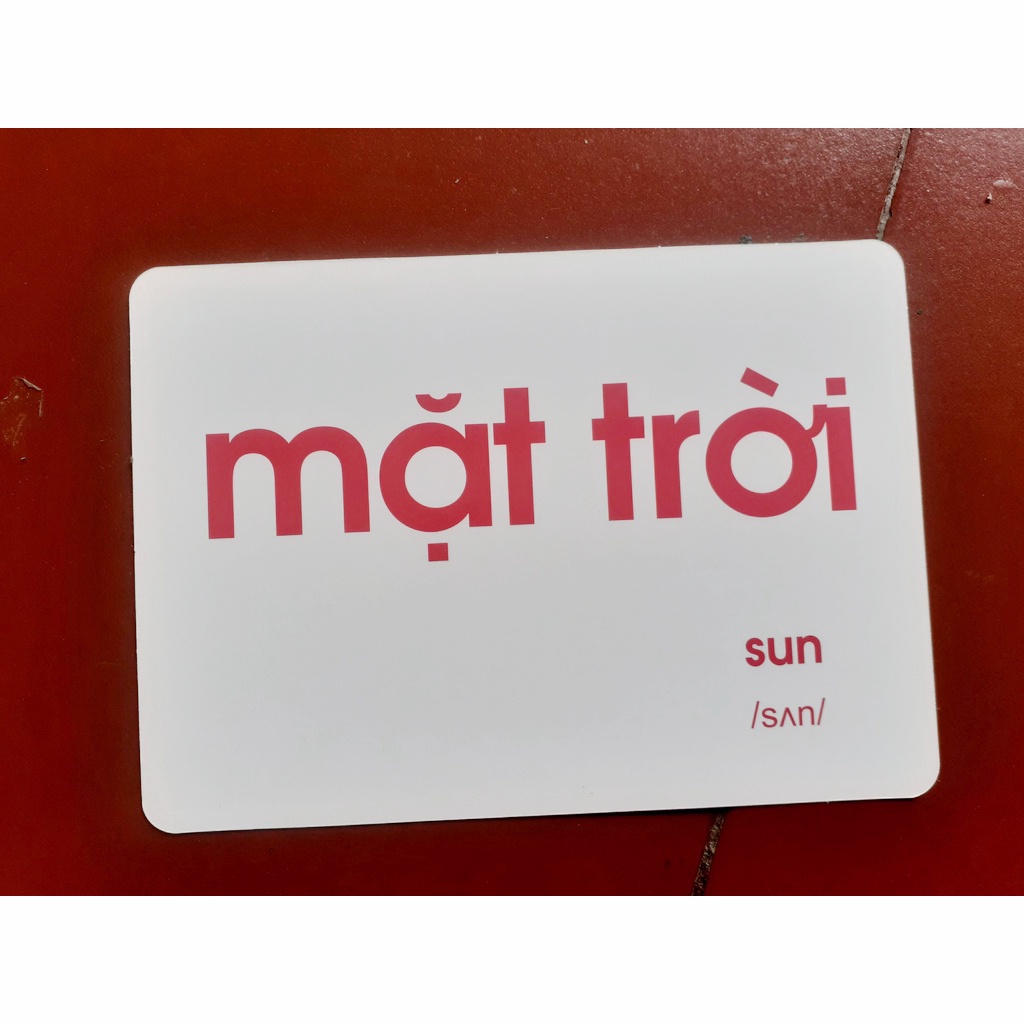 mặt trời
sun
/sʌn/